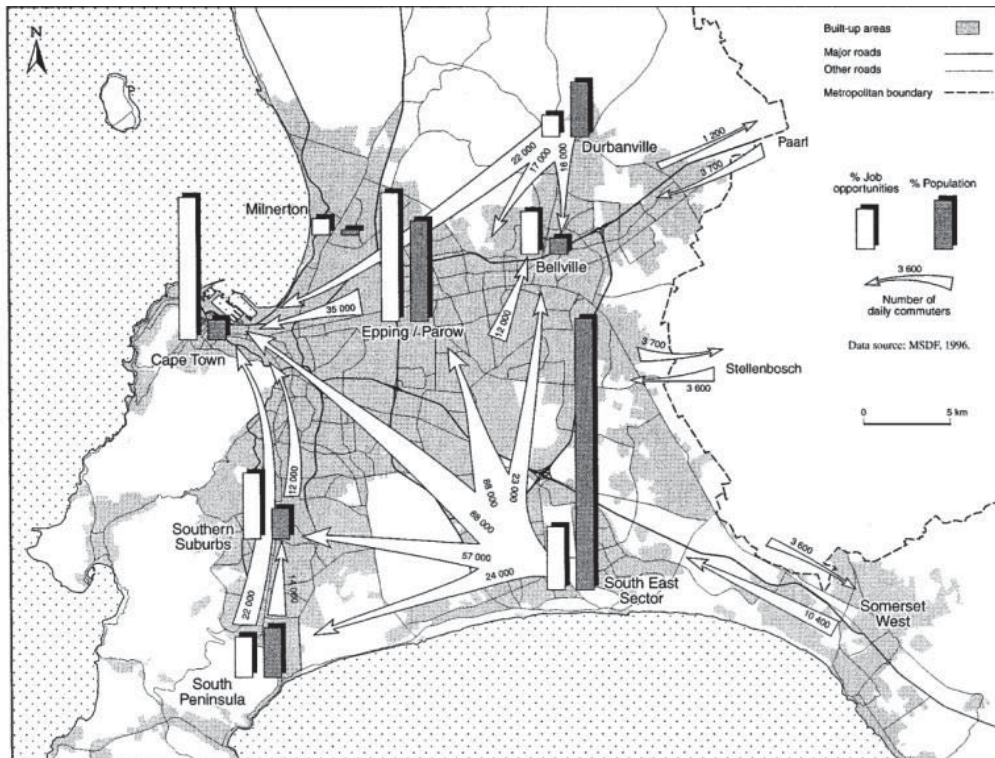 N
Built-up areas
Major roads
Other roads
Metropolitan boundary
1 200
Paarl
3 700
Durbanville
22 000
17 000
18 000
% Job
opportunities
% Population
3 600
Number of
daily commuters
Data source: MSDF, 1996.
0 5 km
Milnerton
Bellville
35 000
Epping / Parow
12 000
Cape Town
3 700
Stellenbosch
3 600
12 000
23 000
88 000
68 000
Southern
Suburbs
57 000
24 000
South East
Sector
3 600
Somerset
West
10 400
22 000
South
Peninsula